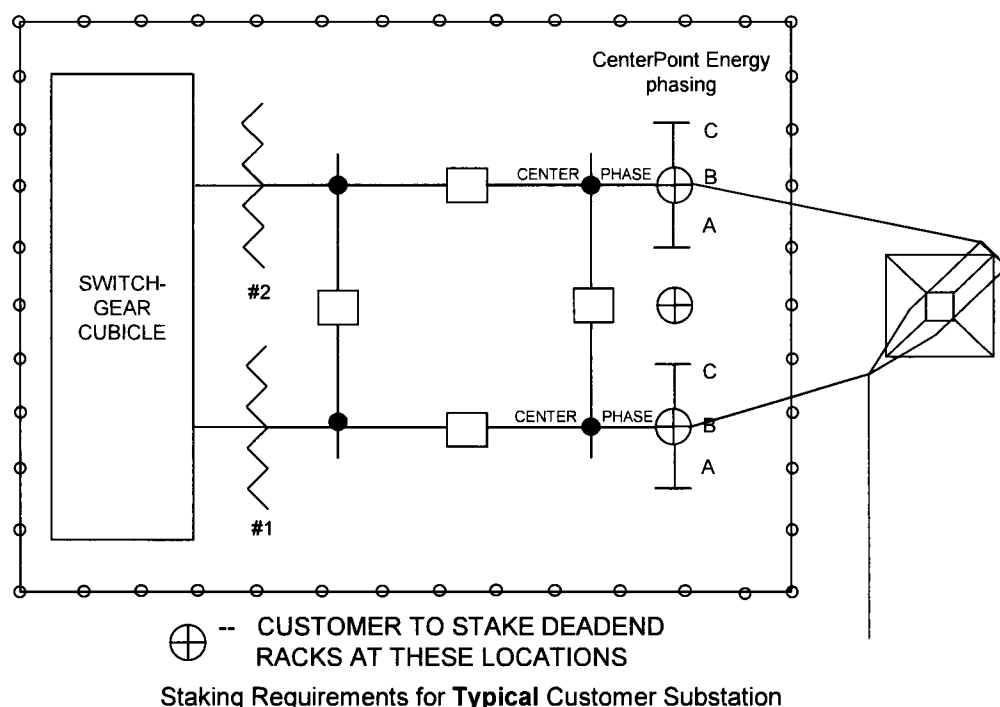 CenterPoint Energy
phasing
C
CENTER PHASE B
A
SWITCH-
GEAR
CUBICLE
#2
C
CENTER PHASE B
A
#1
-- CUSTOMER TO STAKE DEADEND
RACKS AT THESE LOCATIONS
Staking Requirements for Typical Customer Substation